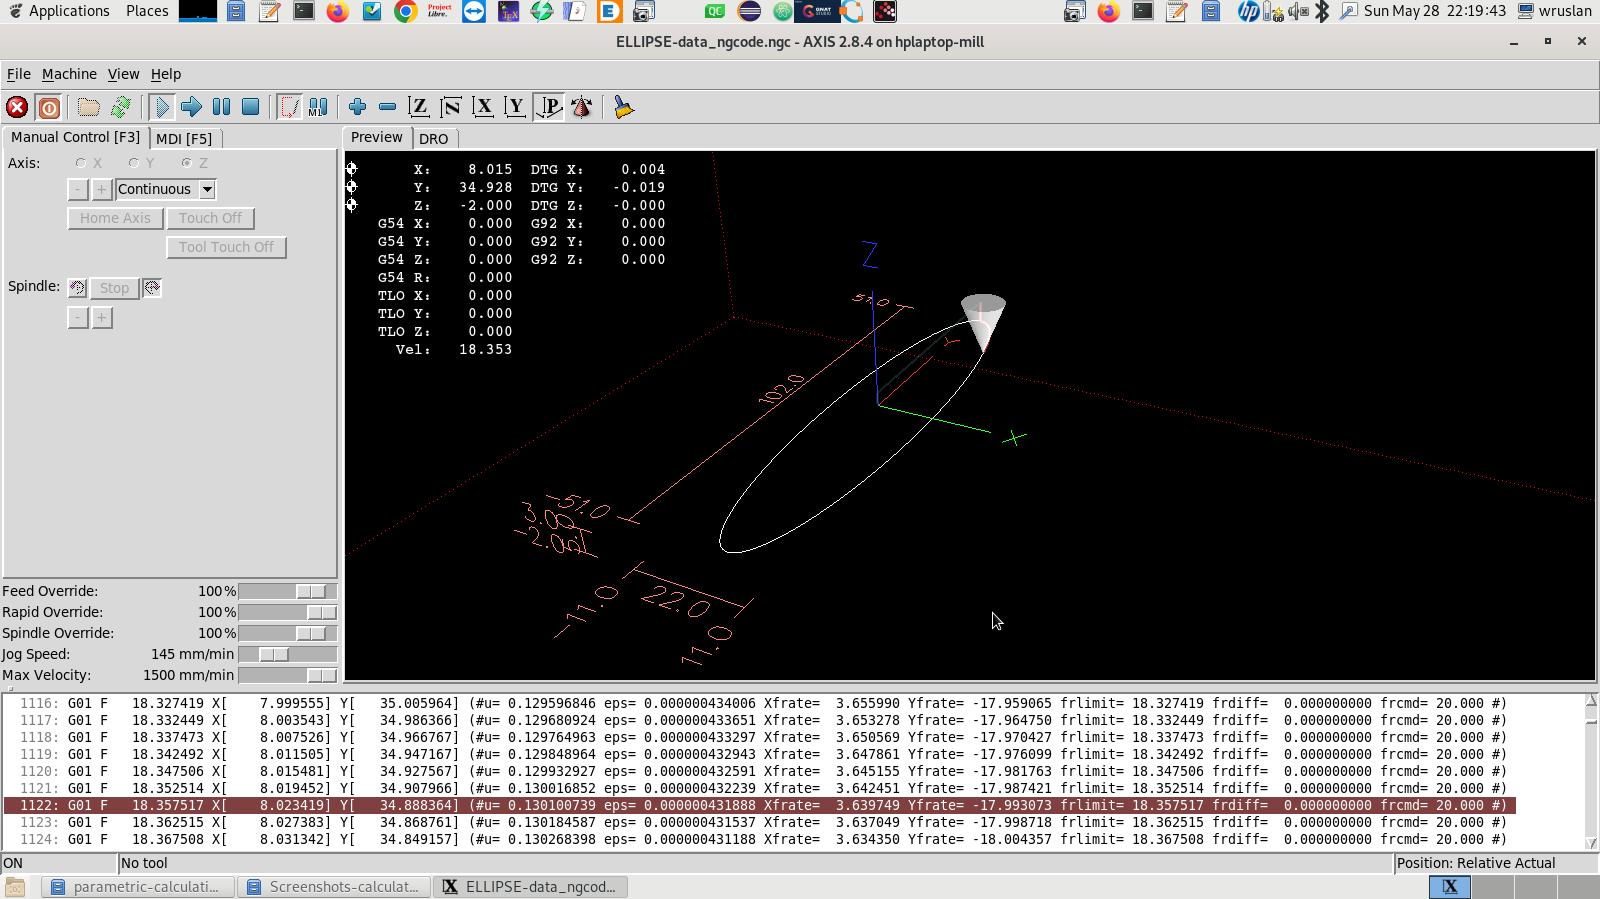 Applications Places Project Libre. TEX E QC GNAT STUDIO hp Sun May 28 22:19:43 wruslan
ELLIPSE-data_ngcode.ngc - AXIS 2.8.4 on hplaptop-mill
File Machine View Help
M1 Z N X Y P
Manual Control [F3] MDI [F5]
Preview DRO
Axis: X Y Z
- + Continuous
Home Axis Touch Off
Tool Touch Off
Spindle: Stop
- +
X: 8.015 DTG X: 0.004
Y: 34.928 DTG Y: -0.019
Z: -2.000 DTG Z: -0.000
G54 X: 0.000 G92 X: 0.000
G54 Y: 0.000 G92 Y: 0.000
G54 Z: 0.000 G92 Z: 0.000
G54 R: 0.000
TLO X: 0.000
TLO Y: 0.000
TLO Z: 0.000
Vel: 18.353
Z
51.0
Y
102.0
X
-51.0
3.00
-2.00
22.0
-11.0
11.0
Feed Override: 100%
Rapid Override: 100%
Spindle Override: 100%
Jog Speed: 145 mm/min
Max Velocity: 1500 mm/min
1116: G01 F 18.327419 X[ 7.999555] Y[ 35.005964] (#u= 0.129596846 eps= 0.000000434006 Xfrate= 3.655990 Yfrate= -17.959065 frlimit= 18.327419 frdiff= 0.000000000 frcmd= 20.000 #)
1117: G01 F 18.332449 X[ 8.003543] Y[ 34.986366] (#u= 0.129680924 eps= 0.000000433651 Xfrate= 3.653278 Yfrate= -17.964750 frlimit= 18.332449 frdiff= 0.000000000 frcmd= 20.000 #)
1118: G01 F 18.337473 X[ 8.007526] Y[ 34.966767] (#u= 0.129764963 eps= 0.000000433297 Xfrate= 3.650569 Yfrate= -17.970427 frlimit= 18.337473 frdiff= 0.000000000 frcmd= 20.000 #)
1119: G01 F 18.342492 X[ 8.011505] Y[ 34.947167] (#u= 0.129848964 eps= 0.000000432943 Xfrate= 3.647861 Yfrate= -17.976099 frlimit= 18.342492 frdiff= 0.000000000 frcmd= 20.000 #)
1120: G01 F 18.347506 X[ 8.015481] Y[ 34.927567] (#u= 0.129932927 eps= 0.000000432591 Xfrate= 3.645155 Yfrate= -17.981763 frlimit= 18.347506 frdiff= 0.000000000 frcmd= 20.000 #)
1121: G01 F 18.352514 X[ 8.019452] Y[ 34.907966] (#u= 0.130016852 eps= 0.000000432239 Xfrate= 3.642451 Yfrate= -17.987421 frlimit= 18.352514 frdiff= 0.000000000 frcmd= 20.000 #)
1122: G01 F 18.357517 X[ 8.023419] Y[ 34.888364] (#u= 0.130100739 eps= 0.000000431888 Xfrate= 3.639749 Yfrate= -17.993073 frlimit= 18.357517 frdiff= 0.000000000 frcmd= 20.000 #)
1123: G01 F 18.362515 X[ 8.027383] Y[ 34.868761] (#u= 0.130184587 eps= 0.000000431537 Xfrate= 3.637049 Yfrate= -17.998718 frlimit= 18.362515 frdiff= 0.000000000 frcmd= 20.000 #)
1124: G01 F 18.367508 X[ 8.031342] Y[ 34.849157] (#u= 0.130268398 eps= 0.000000431188 Xfrate= 3.634350 Yfrate= -18.004357 frlimit= 18.367508 frdiff= 0.000000000 frcmd= 20.000 #)
ON No tool Position: Relative Actual
parametric-calculati... Screenshots-calculat... X ELLIPSE-data_ngcod... X